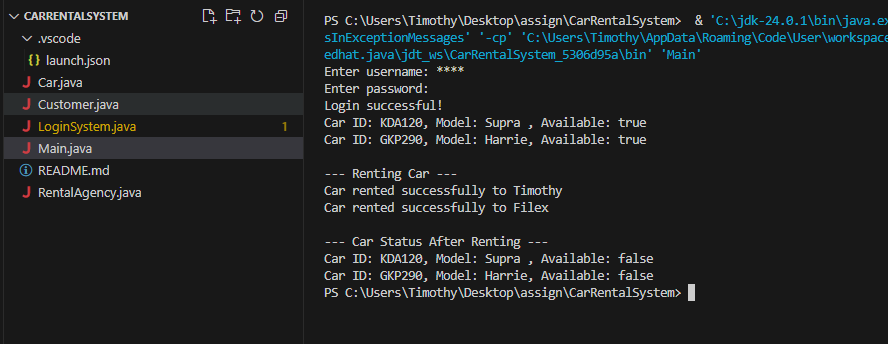 CARRENTALSYSTEM
.vscode
{} launch.json
J Car.java
J Customer.java
J LoginSystem.java 1
J Main.java
README.md
J RentalAgency.java
PS C:\Users\Timothy\Desktop\assign\CarRentalSystem> & 'C:\jdk-24.0.1\bin\java.ex
sInExceptionMessages' '-cp' 'C:\Users\Timothy\AppData\Roaming\Code\User\workspace
edhat.java\jdt_ws\CarRentalSystem_5306d95a\bin' 'Main'
Enter username: ****
Enter password:
Login successful!
Car ID: KDA120, Model: Supra , Available: true
Car ID: GKP290, Model: Harrie, Available: true
--- Renting Car ---
Car rented successfully to Timothy
Car rented successfully to Filex
--- Car Status After Renting ---
Car ID: KDA120, Model: Supra , Available: false
Car ID: GKP290, Model: Harrie, Available: false
PS C:\Users\Timothy\Desktop\assign\CarRentalSystem>